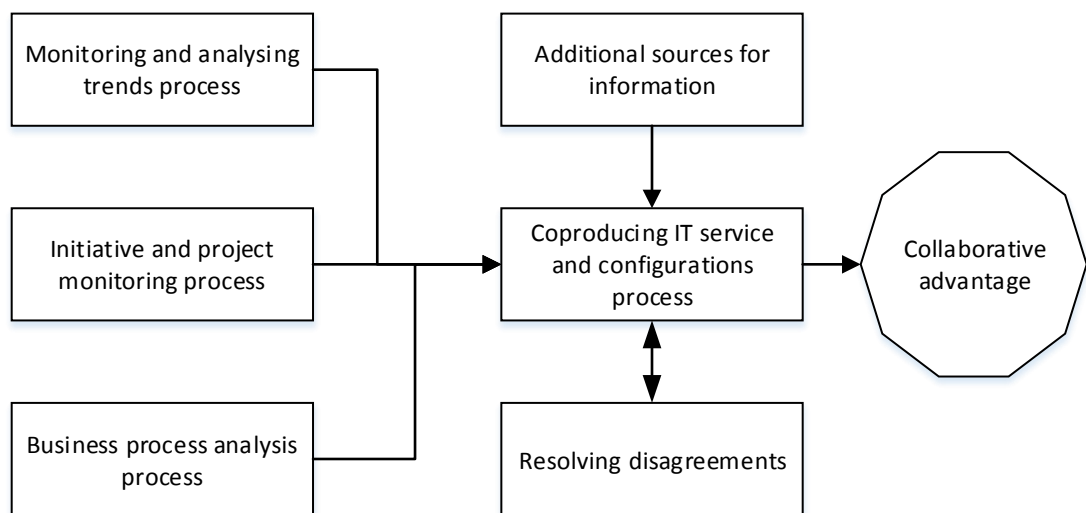 Monitoring and analysing
trends process
Additional sources for
information
Initiative and project
monitoring process
Coproducing IT service
and configurations
process
Collaborative
advantage
Business process analysis
process
Resolving disagreements